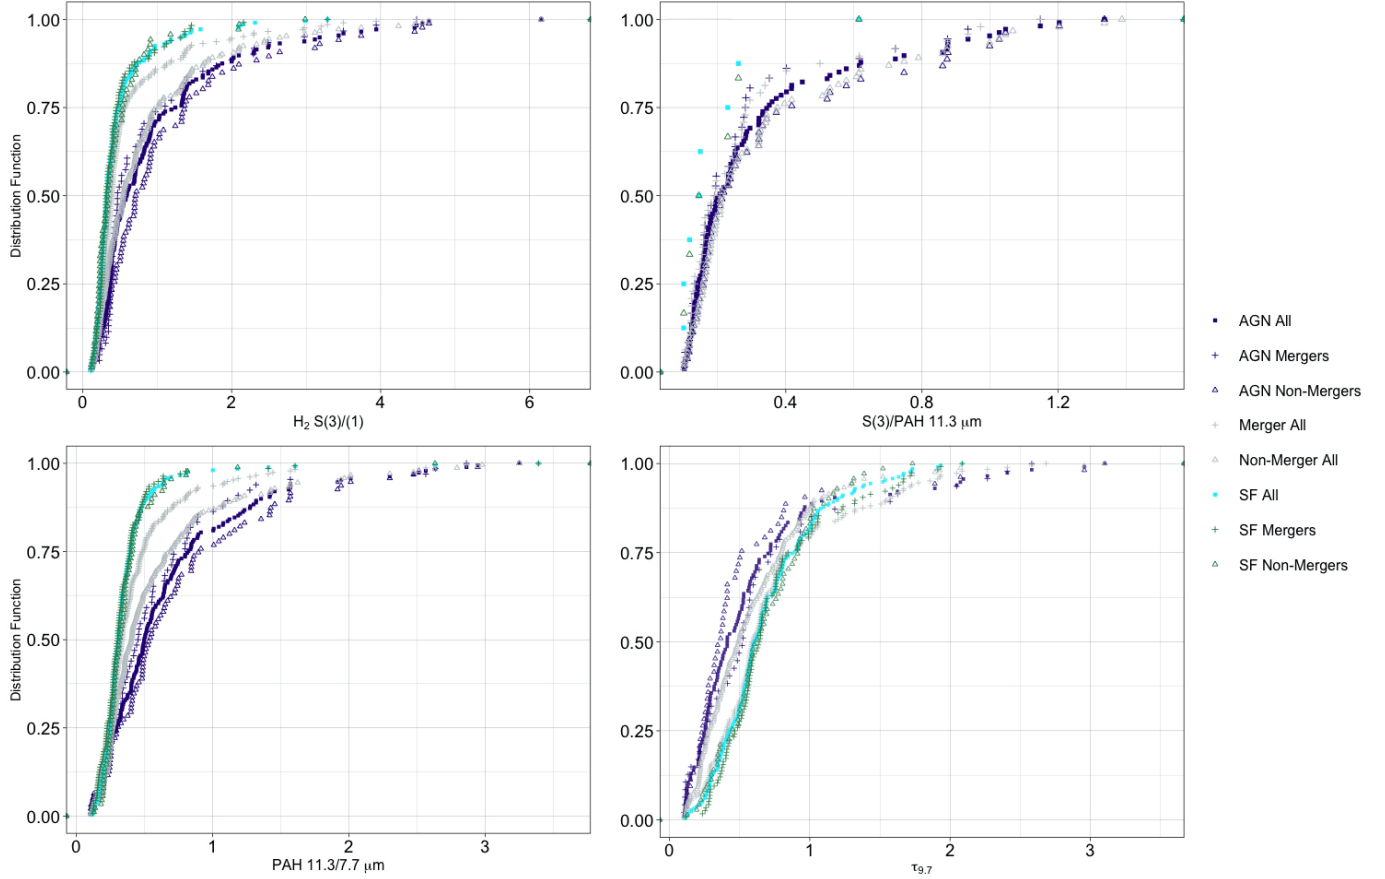 Distribution Function
1.00
0.75
0.50
0.25
0.00
0 2 4 6
H₂ S(3)/(1)
1.00
0.75
0.50
0.25
0.00
0.4 0.8 1.2
S(3)/PAH 11.3 μm
Distribution Function
1.00
0.75
0.50
0.25
0.00
0 1 2 3
PAH 11.3/7.7 μm
1.00
0.75
0.50
0.25
0.00
0 1 2 3
τ₉.₇
AGN All
AGN Mergers
AGN Non-Mergers
Merger All
Non-Merger All
SF All
SF Mergers
SF Non-Mergers